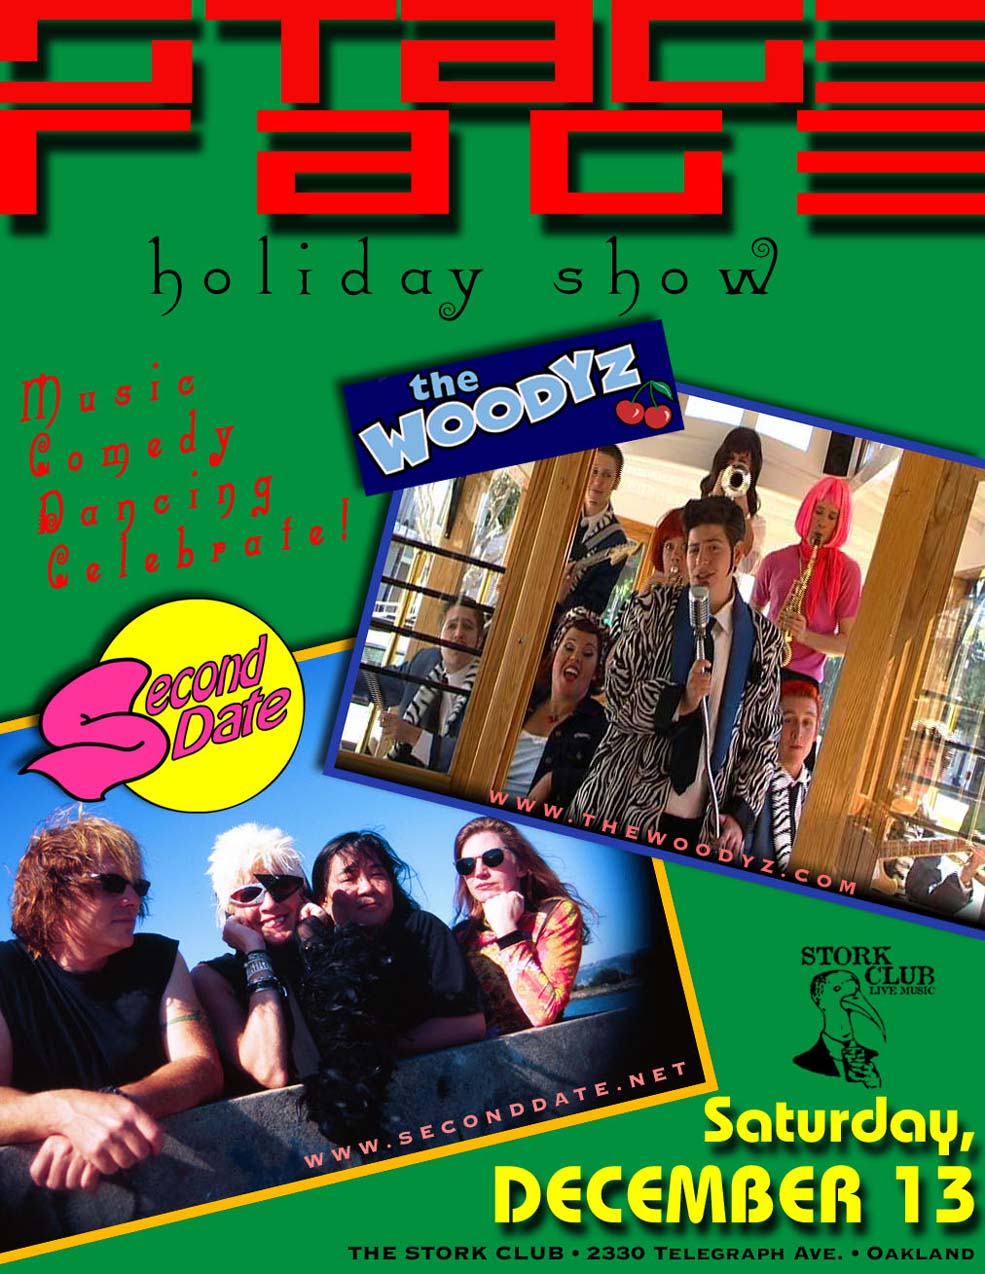 STAGE
RAGE
holiday show
Music
Comedy
Dancing
Celebrate!
the
WOODYZ
Second
Date
WWW.THEWOODYZ.COM
WWW.SECONDDATE.NET
STORK
CLUB
LIVE MUSIC
Saturday,
DECEMBER 13
THE STORK CLUB • 2330 TELEGRAPH AVE. • OAKLAND